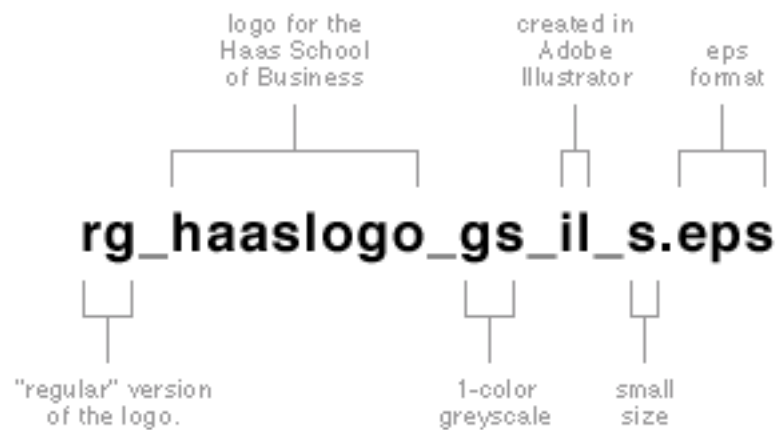 logo for the
Haas School
of Business
created in
Adobe
Illustrator
eps
format
rg_haaslogo_gs_il_s.eps
"regular" version
of the logo.
1-color
greyscale
small
size